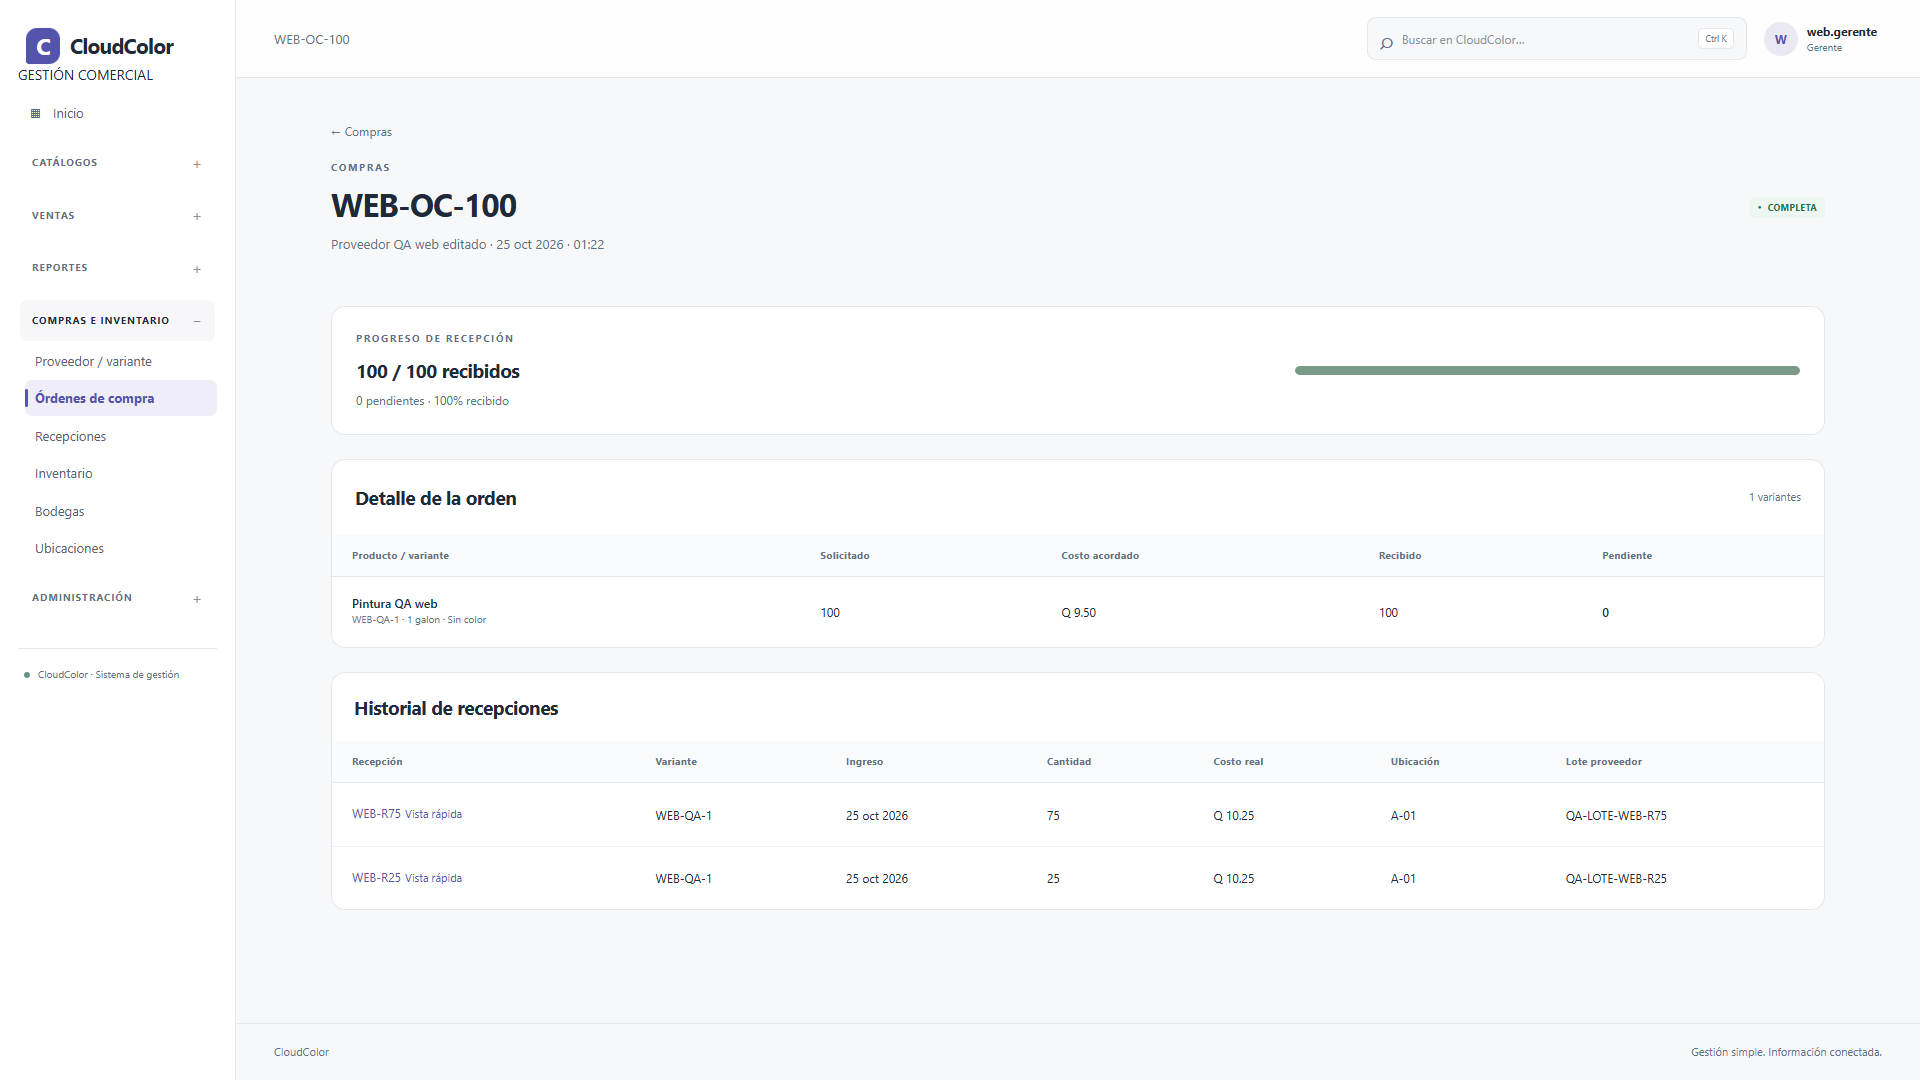 C CloudColor
GESTIÓN COMERCIAL
Inicio
CATÁLOGOS +
VENTAS +
REPORTES +
COMPRAS E INVENTARIO −
Proveedor / variante
Órdenes de compra
Recepciones
Inventario
Bodegas
Ubicaciones
ADMINISTRACIÓN +
CloudColor · Sistema de gestión
WEB-OC-100
Buscar en CloudColor... Ctrl K
W web.gerente
Gerente
← Compras
COMPRAS
WEB-OC-100
• COMPLETA
Proveedor QA web editado · 25 oct 2026 · 01:22
PROGRESO DE RECEPCIÓN
100 / 100 recibidos
0 pendientes · 100% recibido
Detalle de la orden 1 variantes
Producto / variante Solicitado Costo acordado Recibido Pendiente
Pintura QA web
WEB-QA-1 · 1 galon · Sin color
100 Q 9.50 100 0
Historial de recepciones
Recepción Variante Ingreso Cantidad Costo real Ubicación Lote proveedor
WEB-R75 Vista rápida WEB-QA-1 25 oct 2026 75 Q 10.25 A-01 QA-LOTE-WEB-R75
WEB-R25 Vista rápida WEB-QA-1 25 oct 2026 25 Q 10.25 A-01 QA-LOTE-WEB-R25
CloudColor Gestión simple. Información conectada.